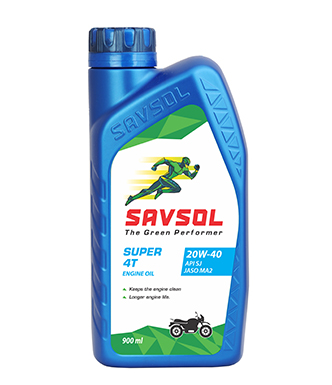 SAVSOL
SAVSOL
The Green Performer
SUPER
4T
ENGINE OIL
20W-40
API SJ
JASO MA2
Keeps the engine clean
Longer engine life.
900 ml